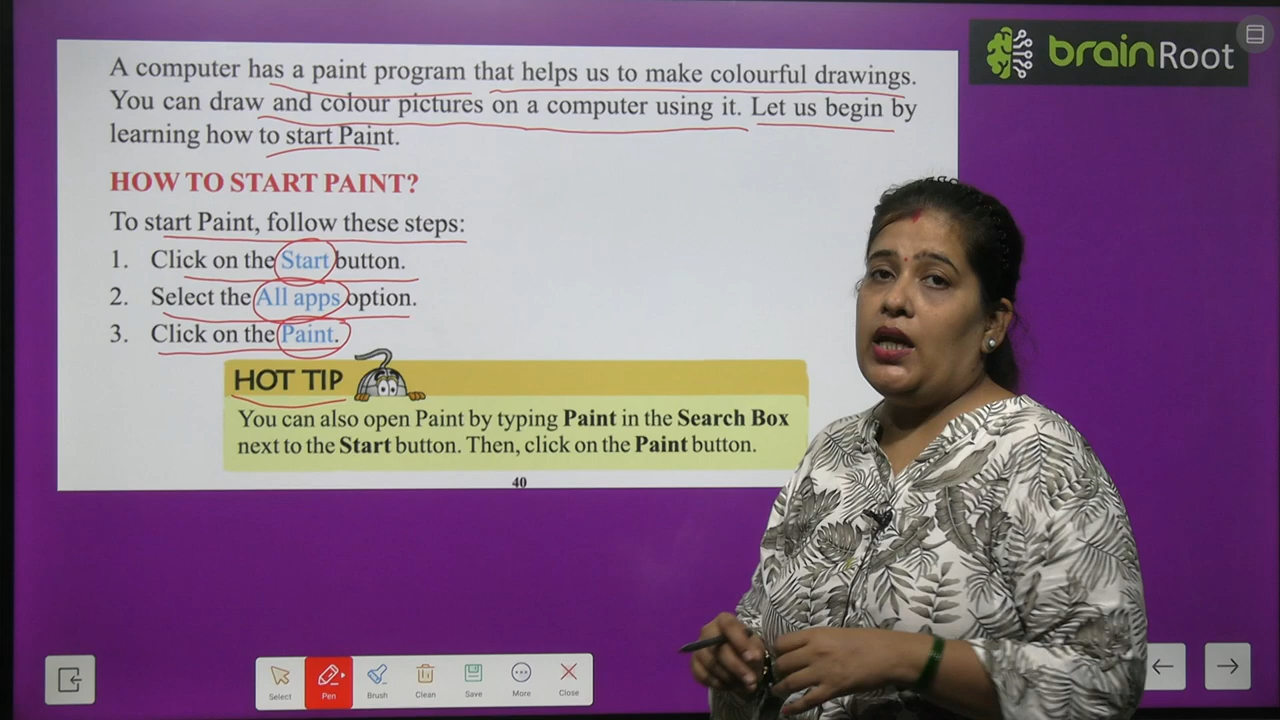 brainRoot
A computer has a paint program that helps us to make colourful drawings.
You can draw and colour pictures on a computer using it. Let us begin by
learning how to start Paint.
HOW TO START PAINT?
To start Paint, follow these steps:
1. Click on the Start button.
2. Select the All apps option.
3. Click on the Paint.
HOT TIP
You can also open Paint by typing Paint in the Search Box
next to the Start button. Then, click on the Paint button.
40
Select Pen Brush Clean Save More Close